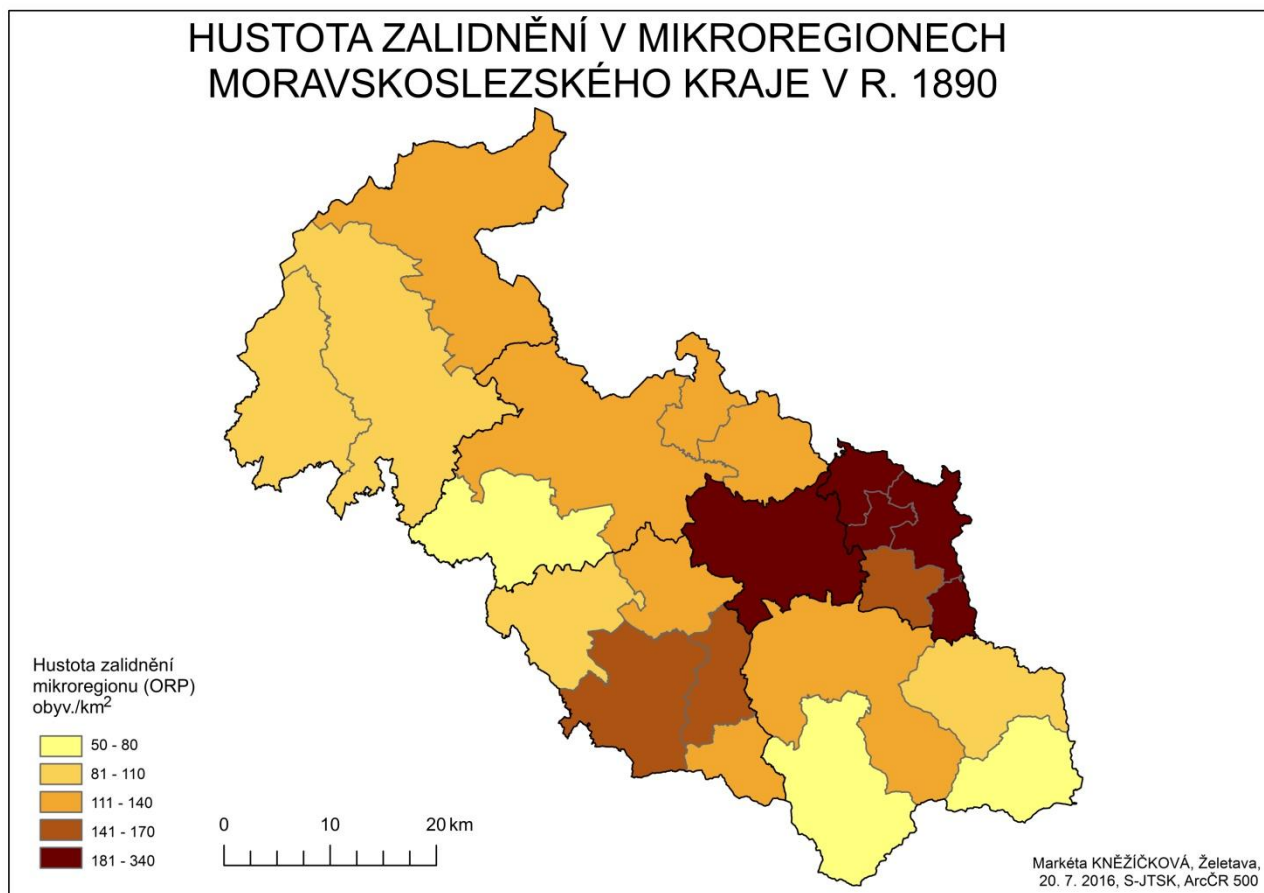 HUSTOTA ZALIDNĚNÍ V MIKROREGIONECH
MORAVSKOSLEZSKÉHO KRAJE V R. 1890
Hustota zalidnění
mikroregionu (ORP)
obyv./km²
50 - 80
81 - 110
111 - 140
141 - 170
181 - 340
0 10 20 km
Markéta KNĚŽÍČKOVÁ, Želetava,
20. 7. 2016, S-JTSK, ArcČR 500